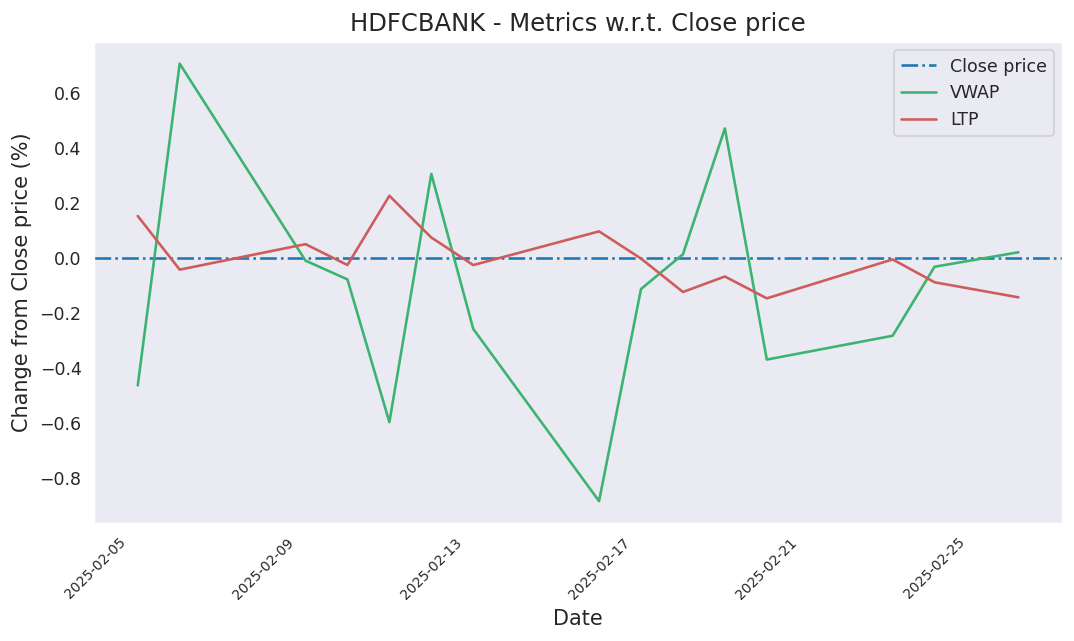 HDFCBANK - Metrics w.r.t. Close price
Close price
VWAP
LTP
Change from Close price (%)
0.6
0.4
0.2
0.0
−0.2
−0.4
−0.6
−0.8
2025-02-05
2025-02-09
2025-02-13
2025-02-17
2025-02-21
2025-02-25
Date